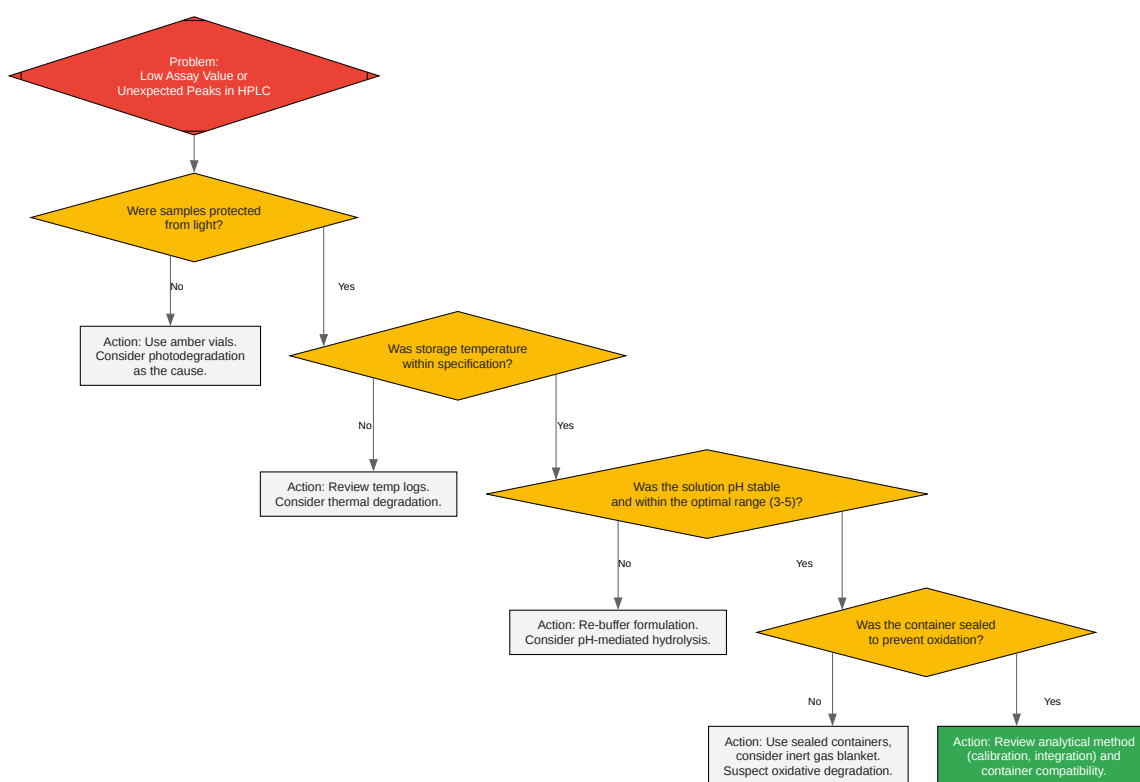 Problem:
Low Assay Value or
Unexpected Peaks in HPLC
Were samples protected
from light?
No
Yes
Action: Use amber vials.
Consider photodegradation
as the cause.
Was storage temperature
within specification?
No
Yes
Action: Review temp logs.
Consider thermal degradation.
Was the solution pH stable
and within the optimal range (3-5)?
No
Yes
Action: Re-buffer formulation.
Consider pH-mediated hydrolysis.
Was the container sealed
to prevent oxidation?
No
Yes
Action: Use sealed containers,
consider inert gas blanket.
Suspect oxidative degradation.
Action: Review analytical method
(calibration, integration) and
container compatibility.